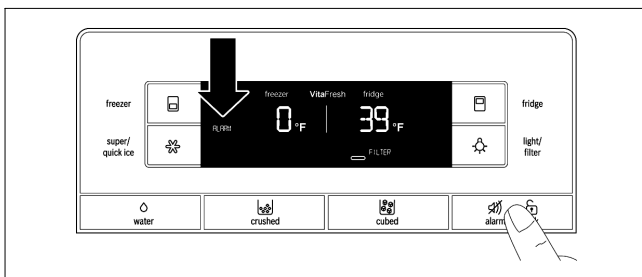 freezer VitaFresh fridge
freezer
ALARM
0 °F 39 °F
fridge
super/
quick ice
FILTER
light/
filter
water
crushed
cubed
alarm